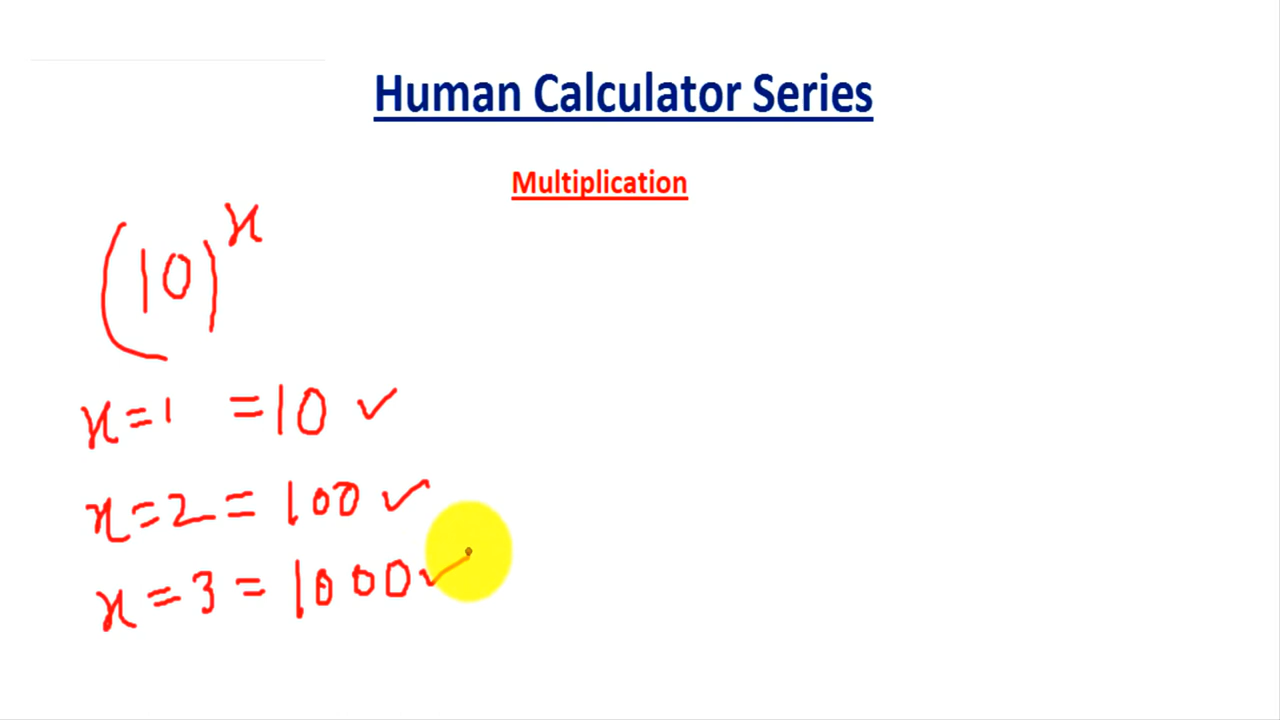 Human Calculator Series
Multiplication
(10)^x
x=1 =10 ✓
x=2=100 ✓
x=3=1000 ✓